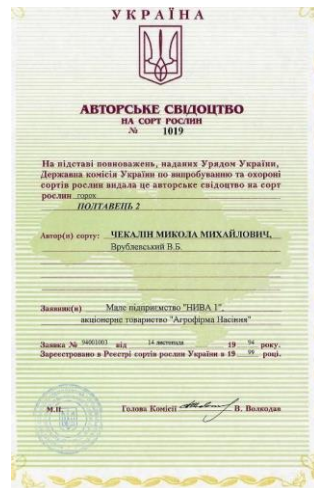 УКРАЇНА
АВТОРСЬКЕ СВІДОЦТВО
НА СОРТ РОСЛИН
№ 1019
На підставі повноважень, наданих Урядом України,
Державна комісія України по випробуванню та охороні
сортів рослин видала це авторське свідоцтво на сорт
рослин горох
ПОЛТАВЕЦЬ 2
Автор(и) сорту: ЧЕКАЛІН МИКОЛА МИХАЙЛОВИЧ,
Врублевський В.Б.
Заявник(и) Мале підприємство "НИВА 1",
акціонерне товариство "Агрофірма Насіння"
Заявка № 94001083 від 14 листопада 19 94 року.
Зареєстровано в Реєстрі сортів рослин України в 19 99 році.
М.П. Голова Комісії В. Волкодав